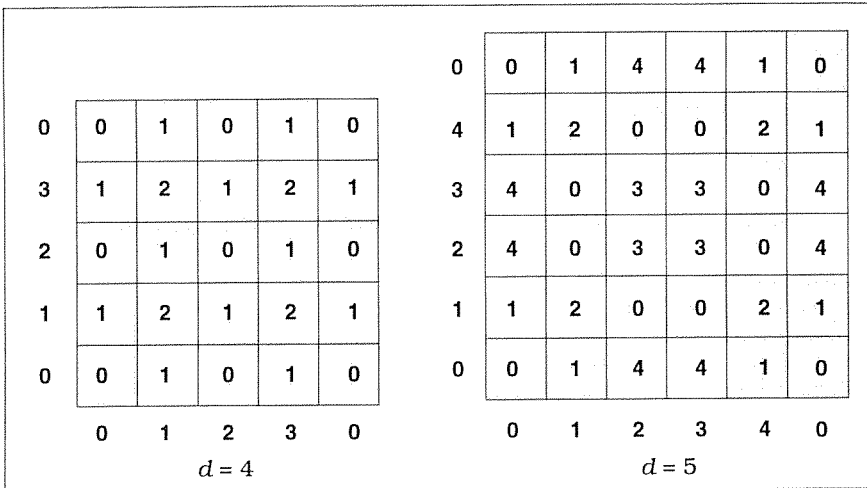 0 0 1 0 1 0
3 1 2 1 2 1
2 0 1 0 1 0
1 1 2 1 2 1
0 0 1 0 1 0
0 1 2 3 0
d = 4
0 0 1 4 4 1 0
4 1 2 0 0 2 1
3 4 0 3 3 0 4
2 4 0 3 3 0 4
1 1 2 0 0 2 1
0 0 1 4 4 1 0
0 1 2 3 4 0
d = 5